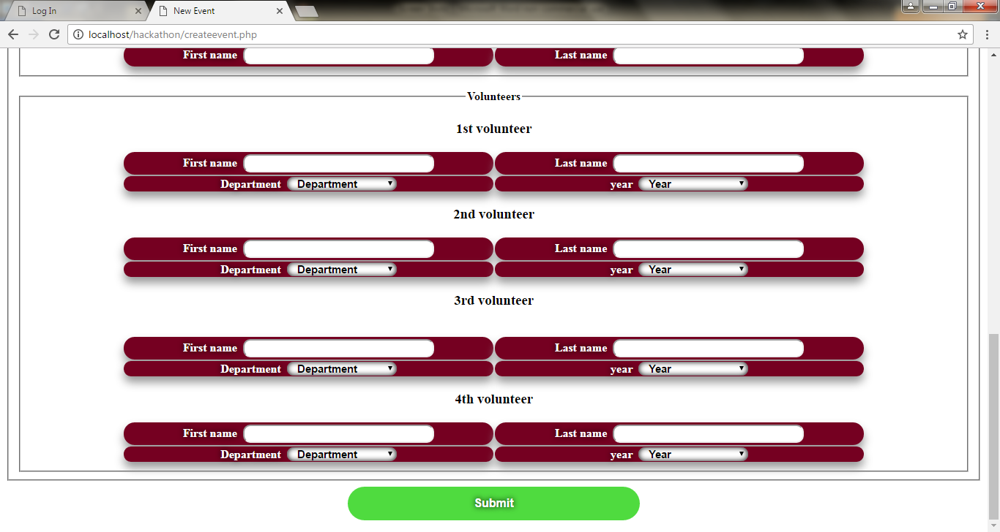 Log In
New Event
localhost/hackathon/createevent.php
First name Last name
Volunteers
1st volunteer
First name Last name
Department Department year Year
2nd volunteer
First name Last name
Department Department year Year
3rd volunteer
First name Last name
Department Department year Year
4th volunteer
First name Last name
Department Department year Year
Submit